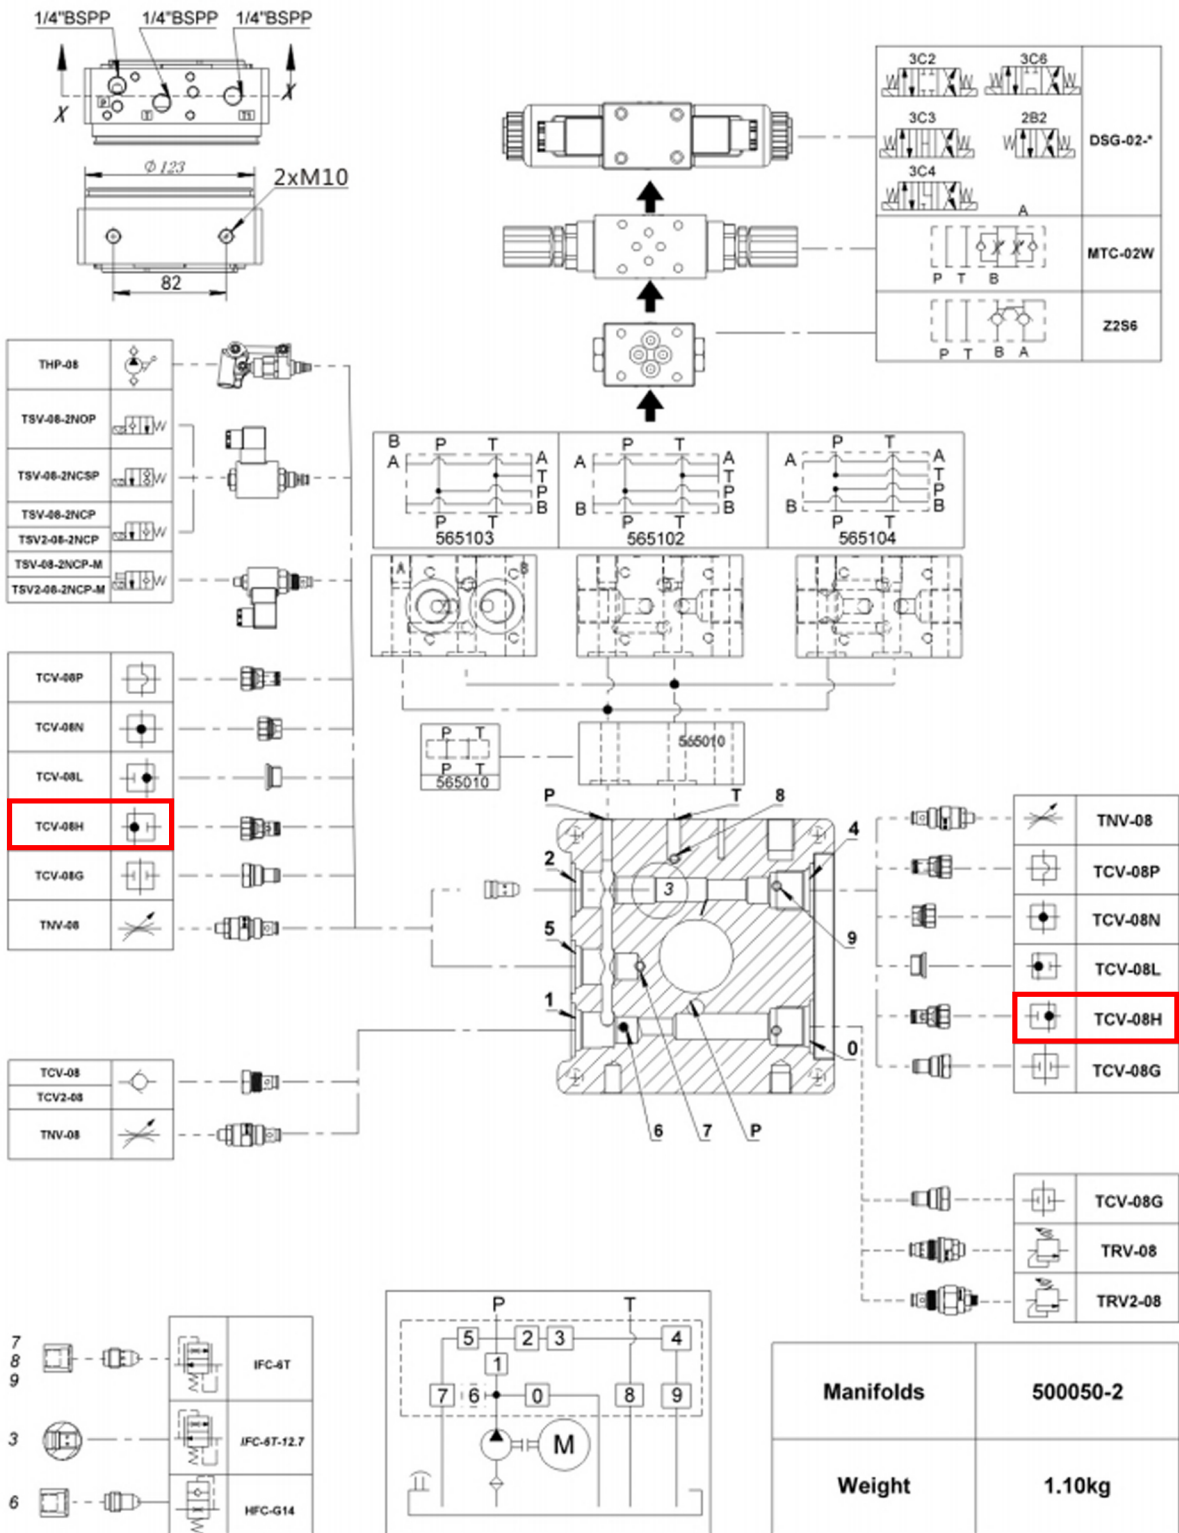 1/4"BSPP 1/4"BSPP 1/4"BSPP
X X
P T T1
Φ 123
2xM10
82
3C2 3C6
3C3 2B2
3C4
DSG-02-*
A
P T B
MTC-02W
P T B A
Z2S6
THP-08
TSV-08-2NOP
TSV-08-2NCSP
TSV-08-2NCP
TSV2-08-2NCP
TSV-08-2NCP-M
TSV2-08-2NCP-M
B P T
A A
T
P
B
P T
565103
P T
A A
T
P
B B
P T
565102
P T
A A
T
P
B B
P T
565104
A B
TCV-08P
TCV-08N
TCV-08L
TCV-08H
TCV-08G
TNV-08
P T
P T
565010
565010
P T 8
2 4
3
5 9
1 0
6 7 P
TNV-08
TCV-08P
TCV-08N
TCV-08L
TCV-08H
TCV-08G
TCV-08
TCV2-08
TNV-08
TCV-08G
TRV-08
TRV2-08
7
8
9
IFC-6T
3
IFC-6T-12.7
6
HFC-G14
P T
5 2 3 4
1
7 6 0 8 9
M
Manifolds 500050-2
Weight 1.10kg